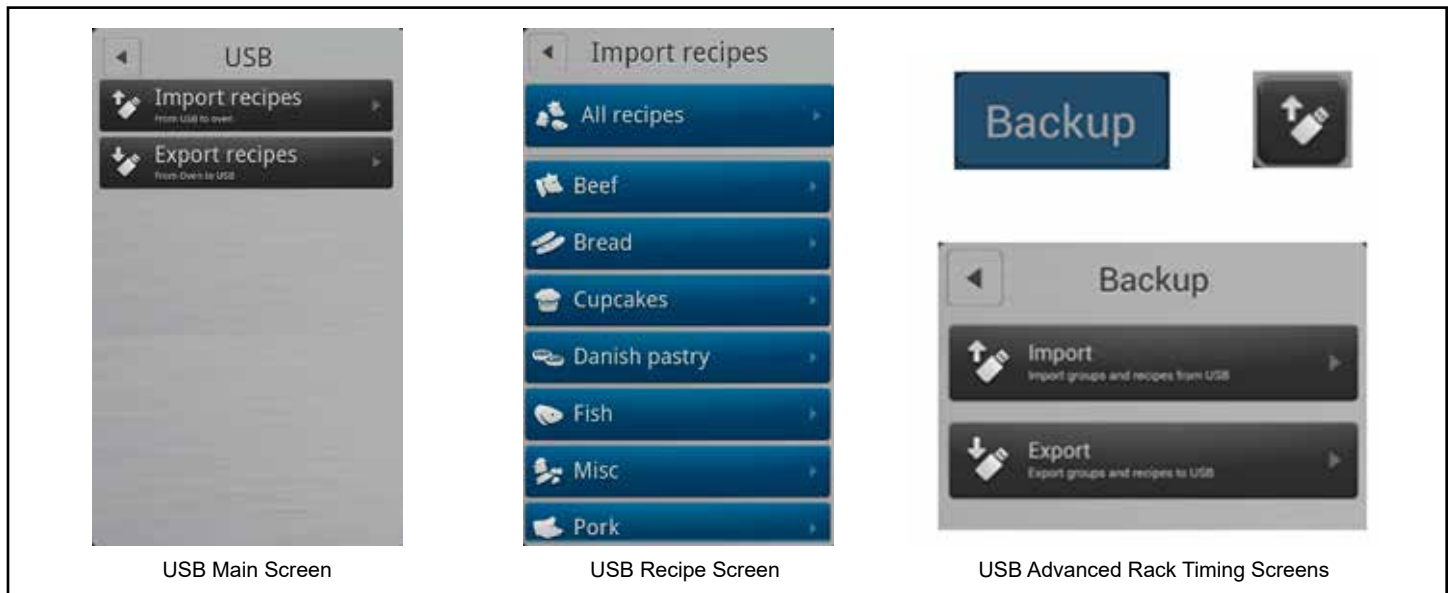 USB
Import recipes
From USB to oven
Export recipes
From Oven to USB
USB Main Screen
Import recipes
All recipes
Beef
Bread
Cupcakes
Danish pastry
Fish
Misc
Pork
USB Recipe Screen
Backup
Backup
Import
Import groups and recipes from USB
Export
Export groups and recipes to USB
USB Advanced Rack Timing Screens